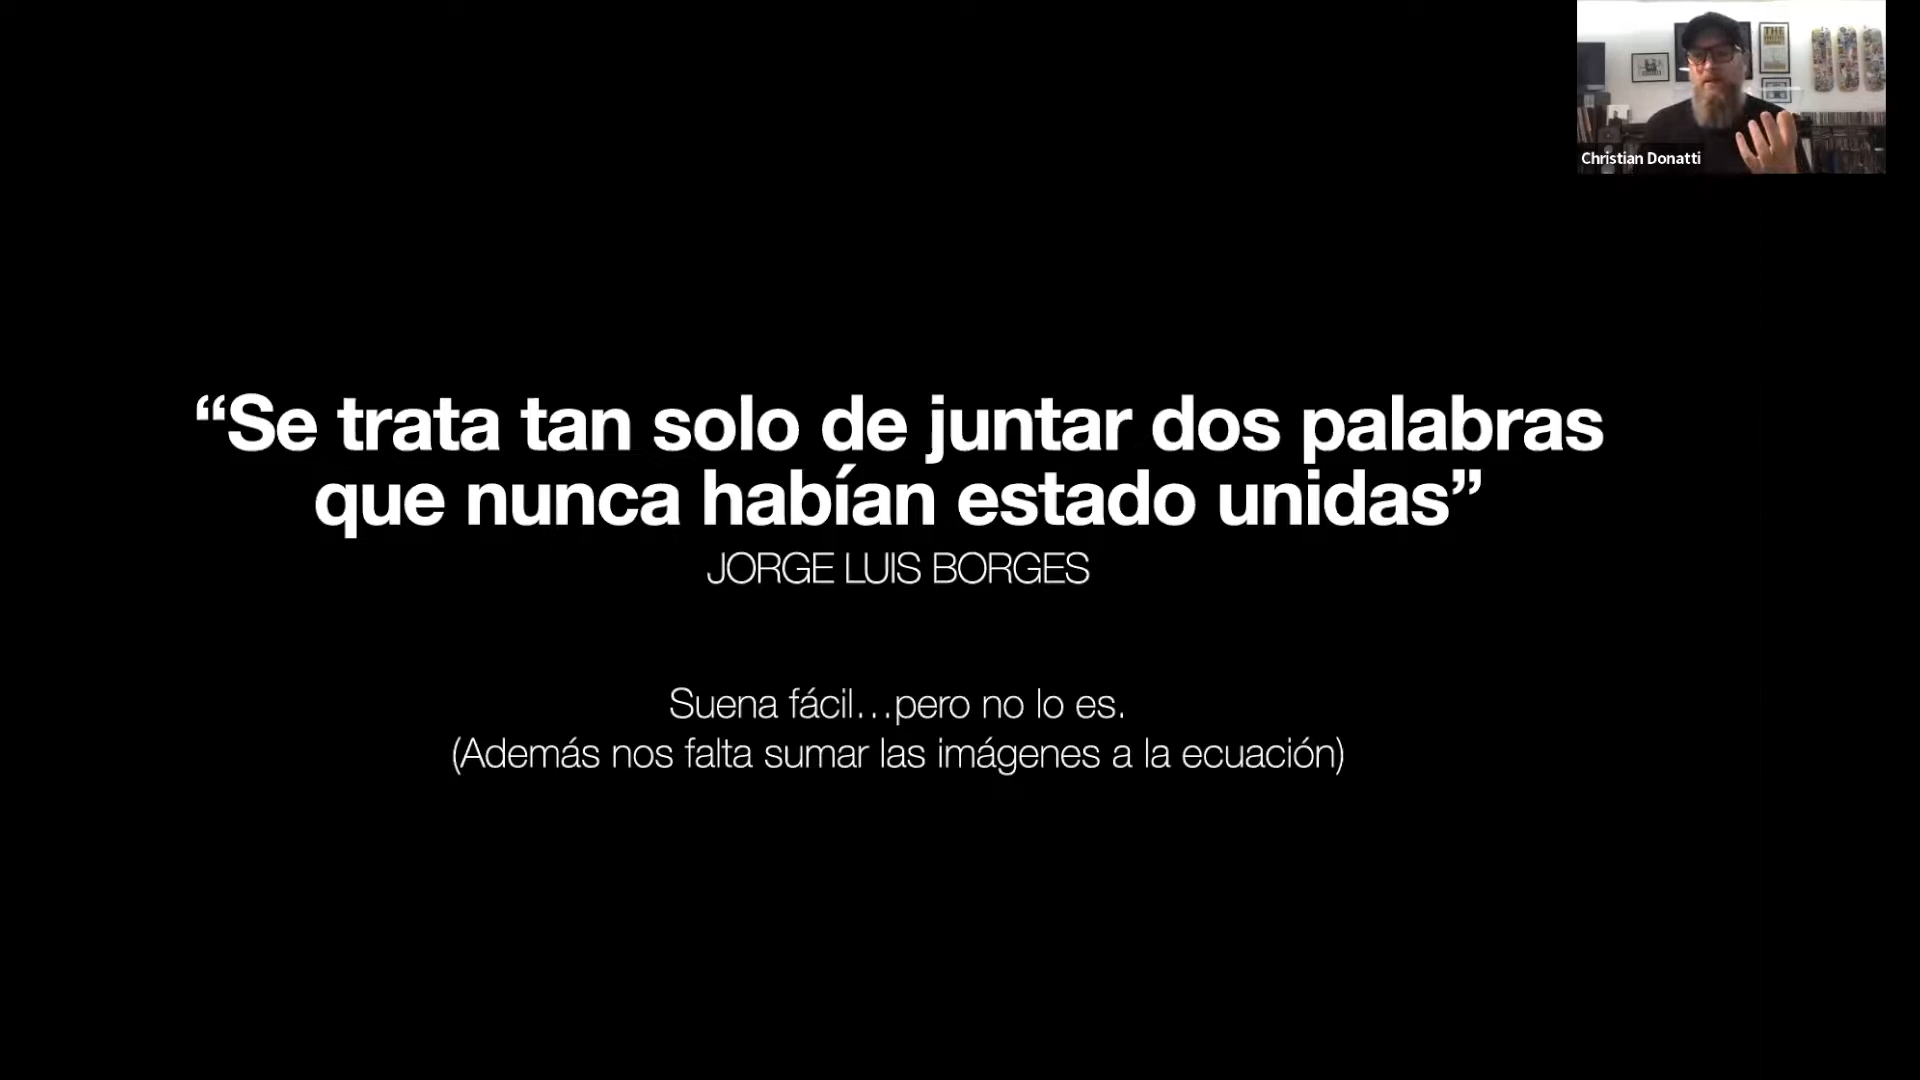 Christian Donatti
THE
“Se trata tan solo de juntar dos palabras
que nunca habían estado unidas”
JORGE LUIS BORGES
Suena fácil...pero no lo es.
(Además nos falta sumar las imágenes a la ecuación)